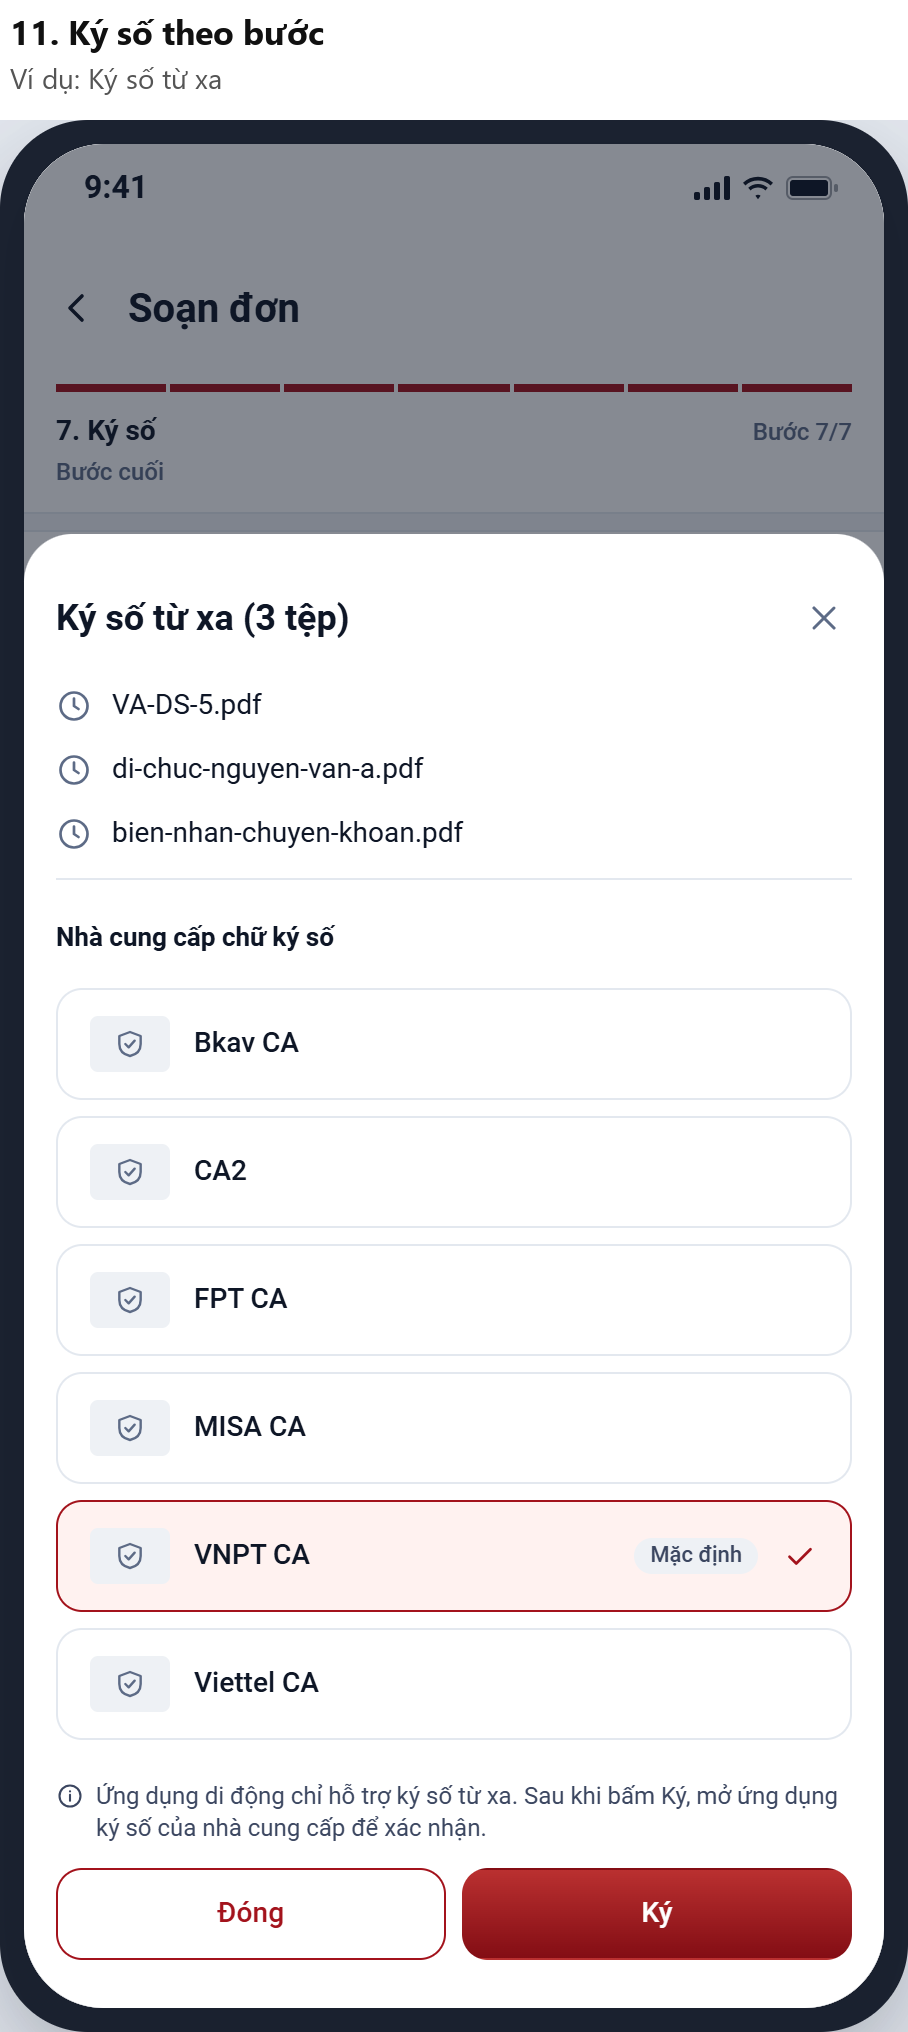 11. Ký số theo bước
Ví dụ: Ký số từ xa
9:41
Soạn đơn
7. Ký số
Bước 7/7
Bước cuối
Ký số từ xa (3 tệp)
VA-DS-5.pdf
di-chuc-nguyen-van-a.pdf
bien-nhan-chuyen-khoan.pdf
Nhà cung cấp chữ ký số
Bkav CA
CA2
FPT CA
MISA CA
VNPT CA
Mặc định
Viettel CA
Ứng dụng di động chỉ hỗ trợ ký số từ xa. Sau khi bấm Ký, mở ứng dụng
ký số của nhà cung cấp để xác nhận.
Đóng
Ký